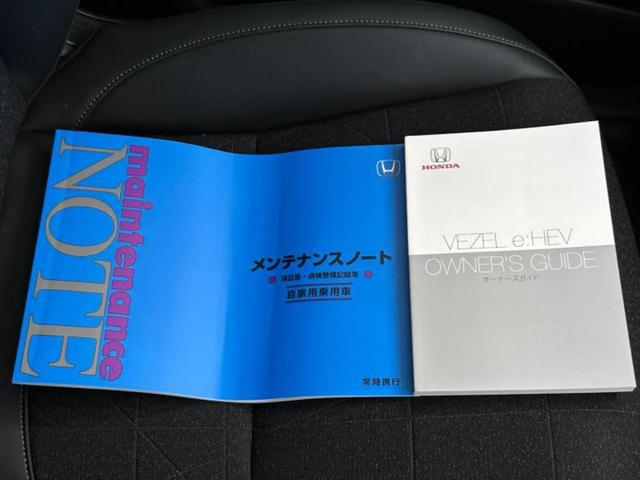 maintenance
NOTE
メンテナンスノート
保証書・点検整備記録簿
自家用乗用車
常時携行
HONDA
VEZEL e:HEV
OWNER'S GUIDE
オーナーズガイド